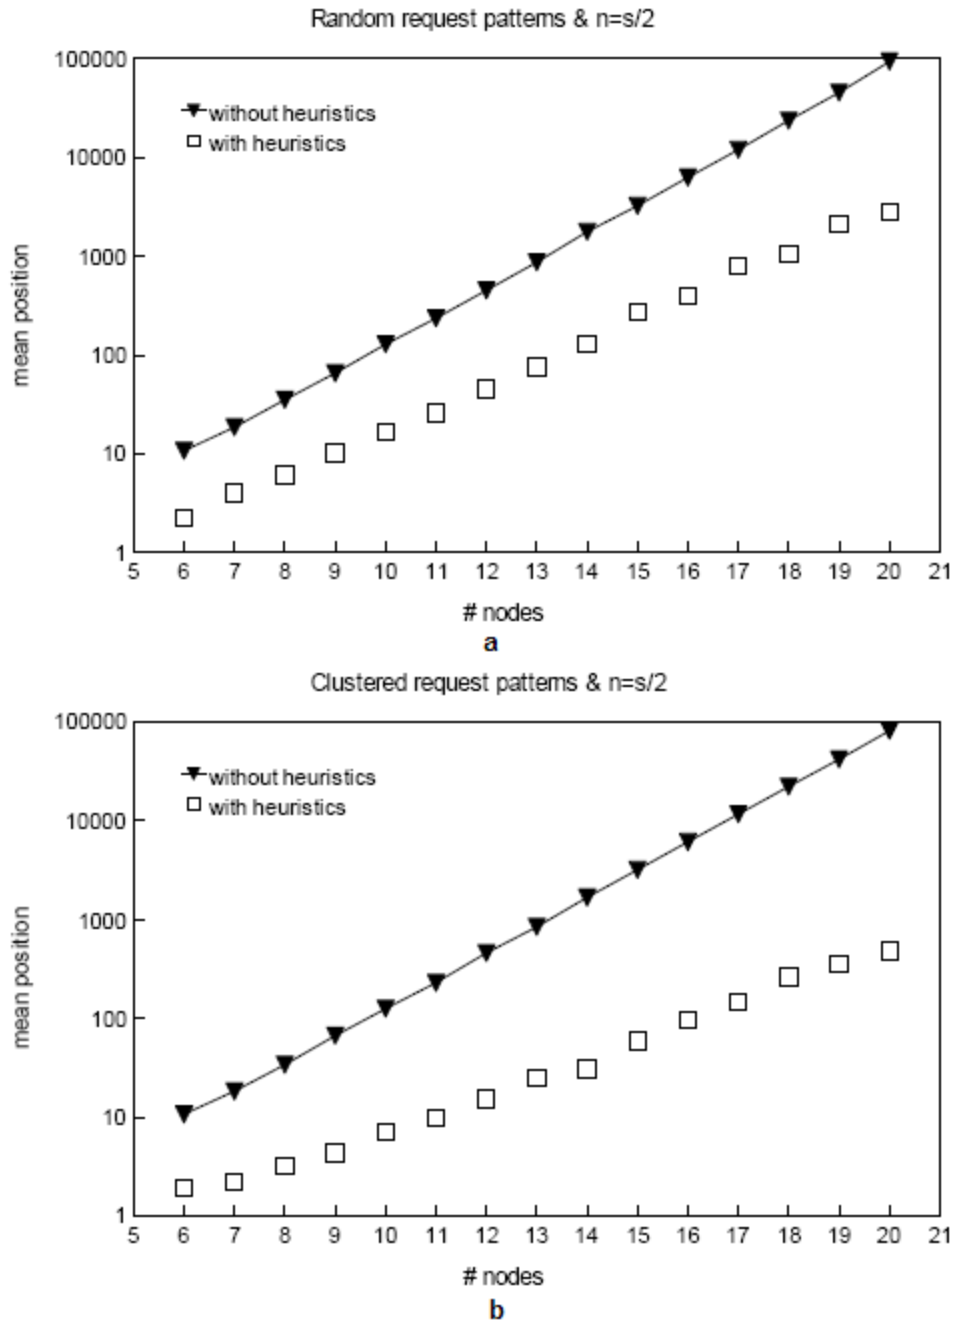 Random request patterns & n=s/2
100000
10000
1000
100
10
1
mean position
without heuristics
with heuristics
5 6 7 8 9 10 11 12 13 14 15 16 17 18 19 20 21
# nodes
a
Clustered request patterns & n=s/2
100000
10000
1000
100
10
1
mean position
without heuristics
with heuristics
5 6 7 8 9 10 11 12 13 14 15 16 17 18 19 20 21
# nodes
b